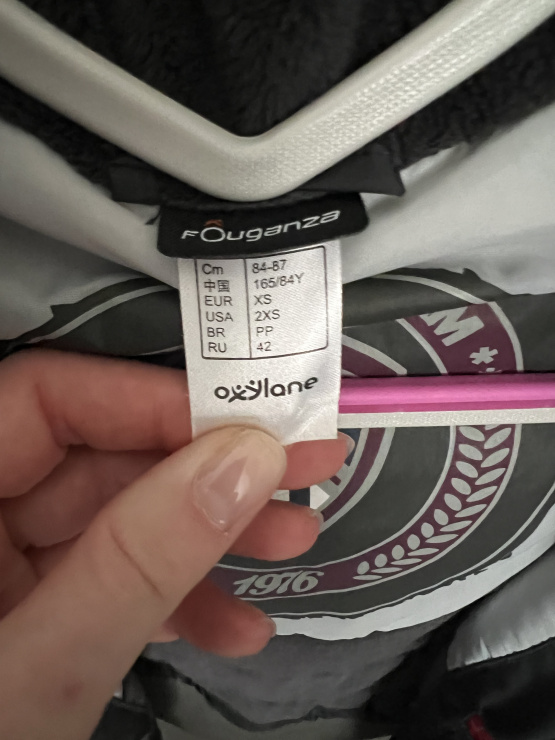 FOuganza
Cm 84-87
中国 165/84Y
EUR XS
USA 2XS
BR PP
RU 42
oxylane
M *
1976